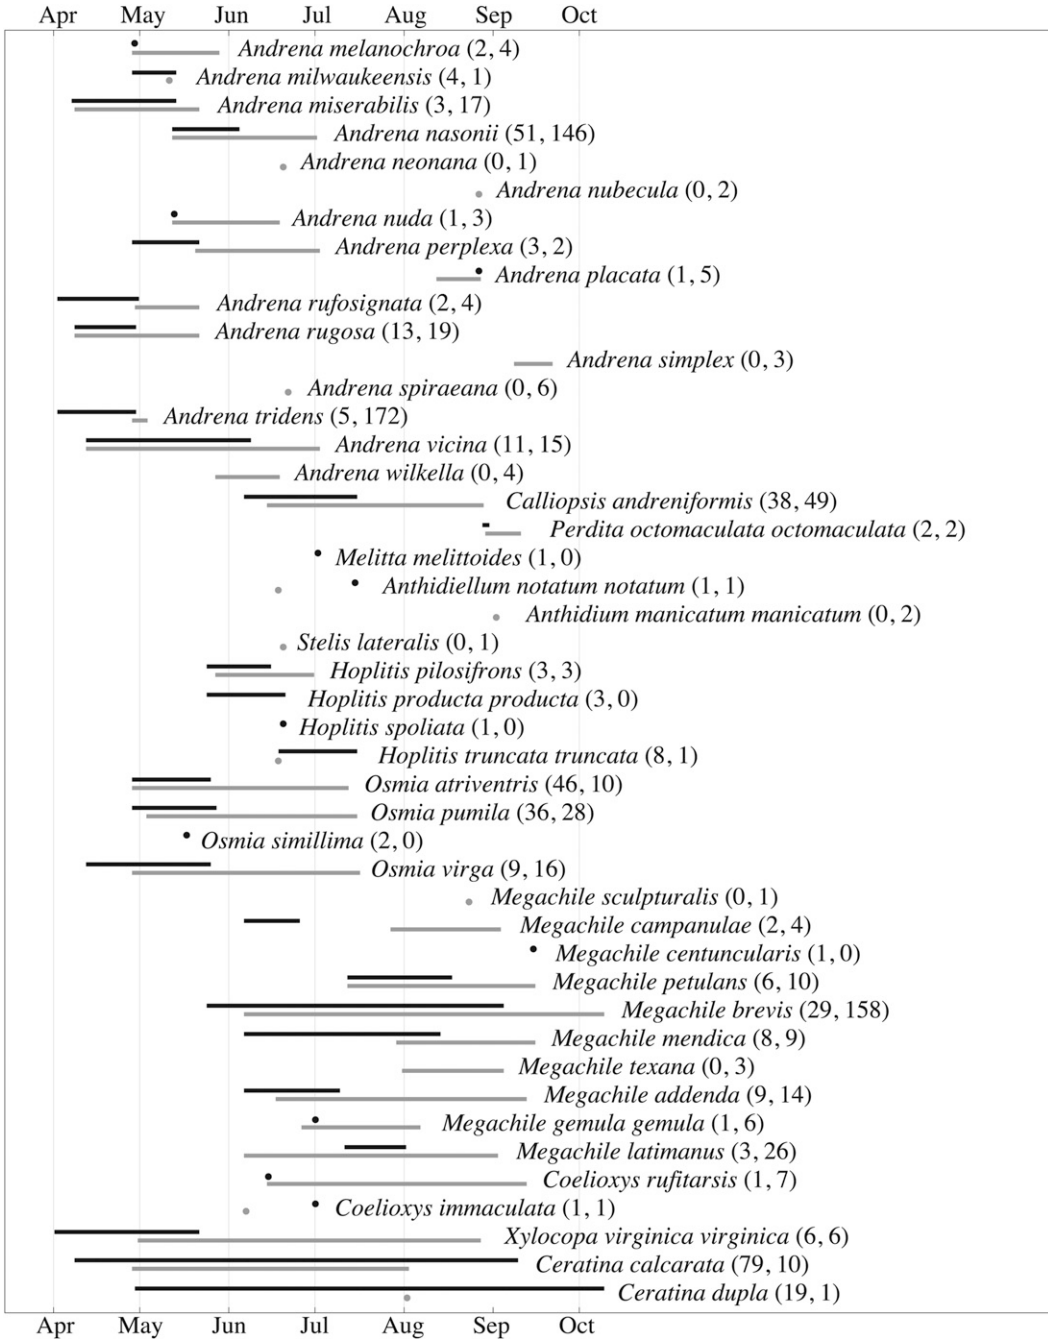 Apr May Jun Jul Aug Sep Oct
Andrena melanochroa (2, 4)
Andrena milwaukeensis (4, 1)
Andrena miserabilis (3, 17)
Andrena nasonii (51, 146)
Andrena neonana (0, 1)
Andrena nubecula (0, 2)
Andrena nuda (1, 3)
Andrena perplexa (3, 2)
Andrena placata (1, 5)
Andrena rufosignata (2, 4)
Andrena rugosa (13, 19)
Andrena simplex (0, 3)
Andrena spiraeana (0, 6)
Andrena tridens (5, 172)
Andrena vicina (11, 15)
Andrena wilkella (0, 4)
Calliopsis andreniformis (38, 49)
Perdita octomaculata octomaculata (2, 2)
Melitta melittoides (1, 0)
Anthidiellum notatum notatum (1, 1)
Anthidium manicatum manicatum (0, 2)
Stelis lateralis (0, 1)
Hoplitis pilosifrons (3, 3)
Hoplitis producta producta (3, 0)
Hoplitis spoliata (1, 0)
Hoplitis truncata truncata (8, 1)
Osmia atriventris (46, 10)
Osmia pumila (36, 28)
Osmia simillima (2, 0)
Osmia virga (9, 16)
Megachile sculpturalis (0, 1)
Megachile campanulae (2, 4)
Megachile centuncularis (1, 0)
Megachile petulans (6, 10)
Megachile brevis (29, 158)
Megachile mendica (8, 9)
Megachile texana (0, 3)
Megachile addenda (9, 14)
Megachile gemula gemula (1, 6)
Megachile latimanus (3, 26)
Coelioxys rufitarsis (1, 7)
Coelioxys immaculata (1, 1)
Xylocopa virginica virginica (6, 6)
Ceratina calcarata (79, 10)
Ceratina dupla (19, 1)
Apr May Jun Jul Aug Sep Oct